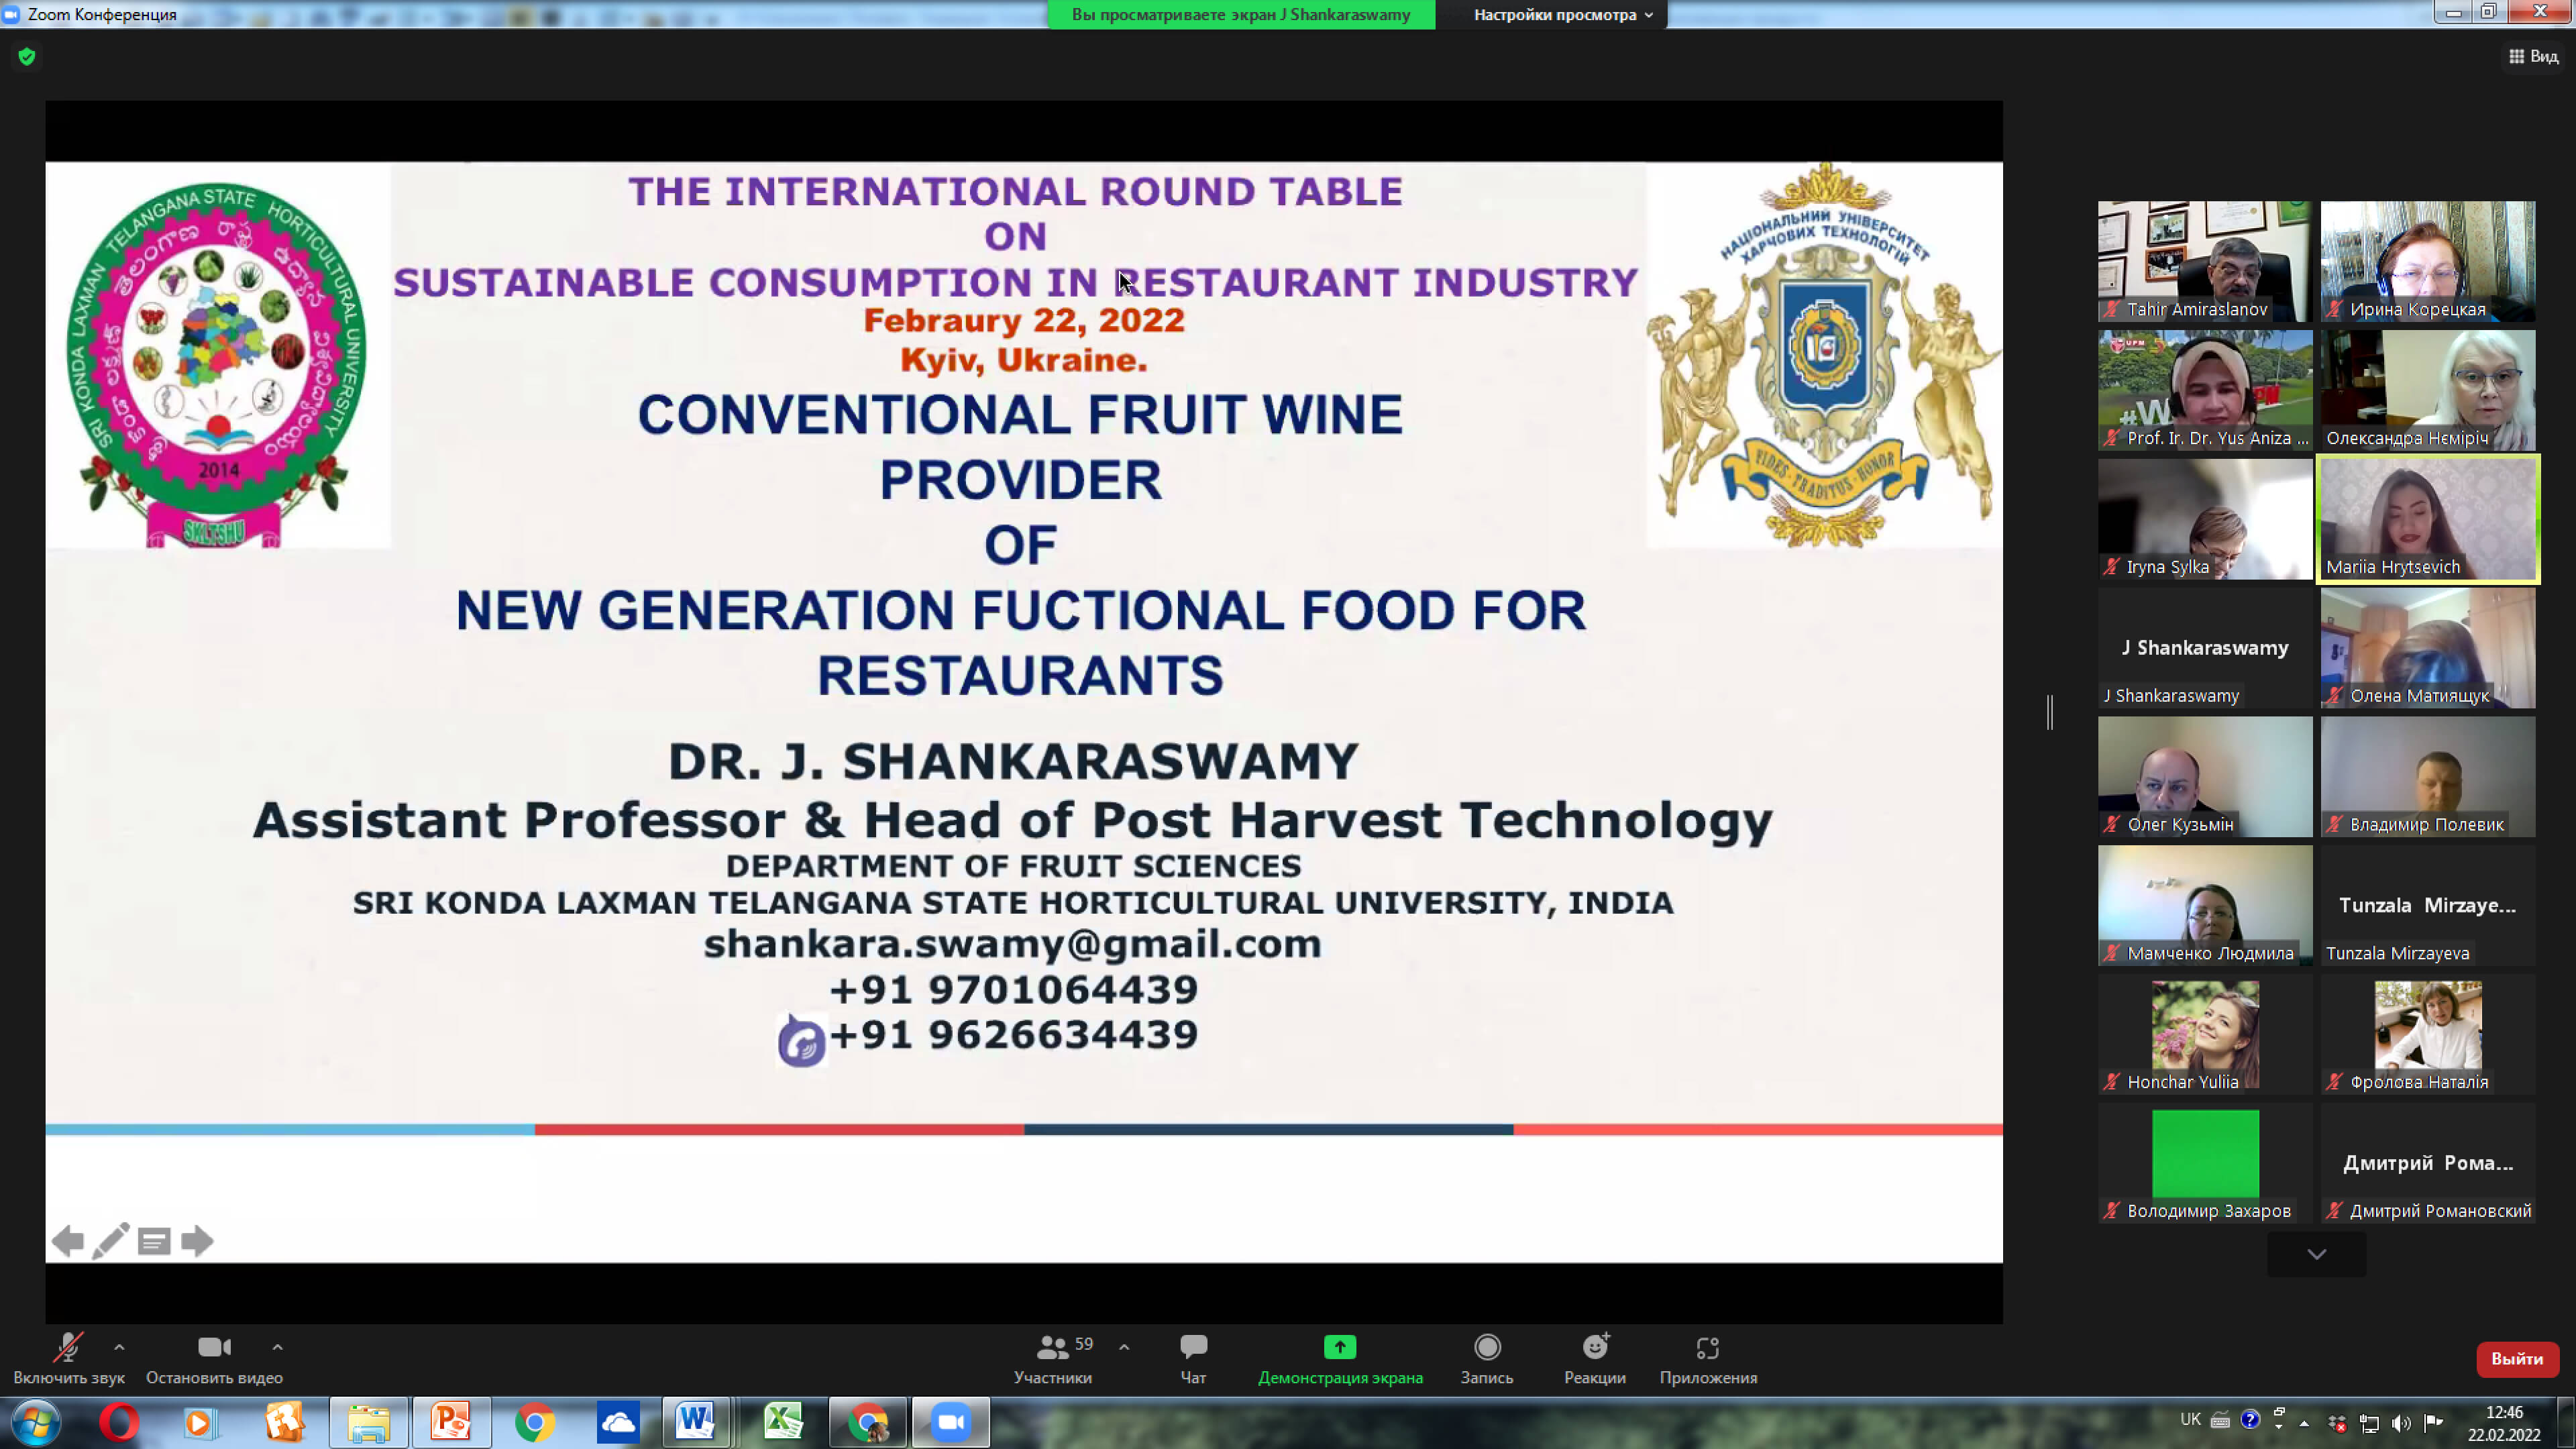 Zoom Конференция
Вы просматриваете экран J Shankaraswamy
Настройки просмотра
Вид
SRI KONDA LAXMAN TELANGANA STATE HORTICULTURAL UNIVERSITY
2014
SKLTSHU
THE INTERNATIONAL ROUND TABLE
ON
SUSTAINABLE CONSUMPTION IN RESTAURANT INDUSTRY
Febraury 22, 2022
Kyiv, Ukraine.
CONVENTIONAL FRUIT WINE
PROVIDER
OF
NEW GENERATION FUCTIONAL FOOD FOR
RESTAURANTS
DR. J. SHANKARASWAMY
Assistant Professor & Head of Post Harvest Technology
DEPARTMENT OF FRUIT SCIENCES
SRI KONDA LAXMAN TELANGANA STATE HORTICULTURAL UNIVERSITY, INDIA
shankara.swamy@gmail.com
+91 9701064439
+91 9626634439
НАЦІОНАЛЬНИЙ УНІВЕРСИТЕТ
ХАРЧОВИХ ТЕХНОЛОГІЙ
FIDES · TRADITUS · HONOR
Tahir Amiraslanov
Ирина Корецкая
UPM
Prof. Ir. Dr. Yus Aniza ...
Олександра Нєміріч
Iryna Sylka
Mariia Hrytsevich
J Shankaraswamy
J Shankaraswamy
Олена Матиящук
Олег Кузьмін
Владимир Полевик
Мамченко Людмила
Tunzala Mirzaye...
Tunzala Mirzayeva
Honchar Yuliia
Фролова Наталія
Володимир Захаров
Дмитрий Рома...
Дмитрий Романовский
Включить звук
Остановить видео
59
Участники
Чат
Демонстрация экрана
Запись
Реакции
Приложения
Выйти
UK
12:46
22.02.2022